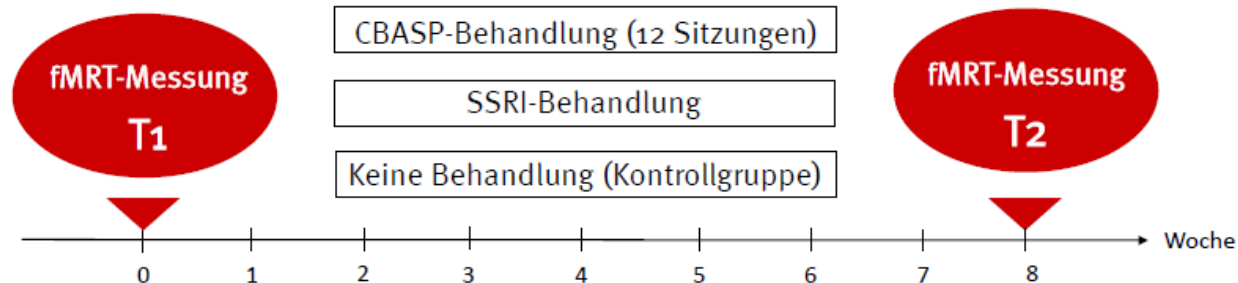 CBASP-Behandlung (12 Sitzungen)
fMRT-Messung
T1
SSRI-Behandlung
fMRT-Messung
T2
Keine Behandlung (Kontrollgruppe)
Woche
0 1 2 3 4 5 6 7 8